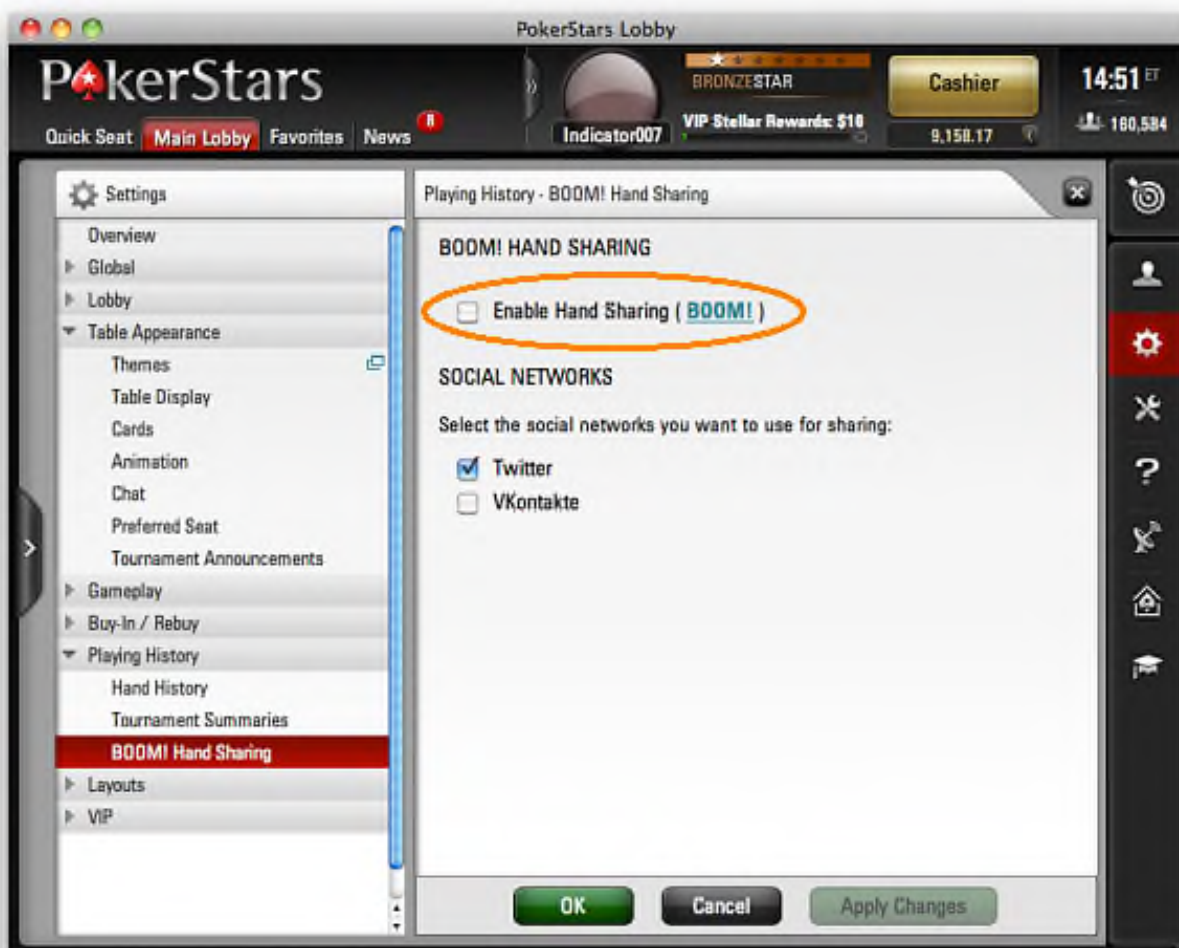 PokerStars Lobby
PokerStars
BRONZESTAR
Cashier
14:51 ET
Quick Seat Main Lobby Favorites News
Indicator007
VIP Stellar Rewards: $10
9,158.17
160,584
Settings
Playing History - BOOM! Hand Sharing
Overview
Global
Lobby
Table Appearance
Themes
Table Display
Cards
Animation
Chat
Preferred Seat
Tournament Announcements
Gameplay
Buy-In / Rebuy
Playing History
Hand History
Tournament Summaries
BOOM! Hand Sharing
Layouts
VIP
BOOM! HAND SHARING
Enable Hand Sharing ( BOOM! )
SOCIAL NETWORKS
Select the social networks you want to use for sharing:
Twitter
VKontakte
OK
Cancel
Apply Changes